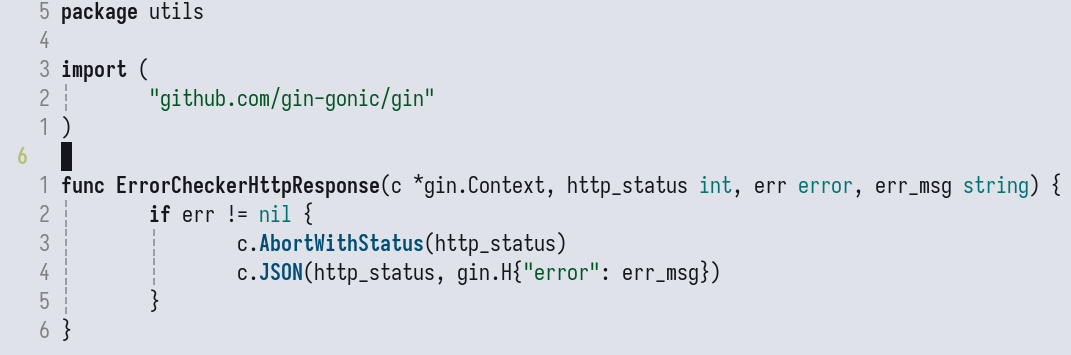 5 package utils
4
3 import (
2 "github.com/gin-gonic/gin"
1 )
6
1 func ErrorCheckerHttpResponse(c *gin.Context, http_status int, err error, err_msg string) {
2 if err != nil {
3 c.AbortWithStatus(http_status)
4 c.JSON(http_status, gin.H{"error": err_msg})
5 }
6 }